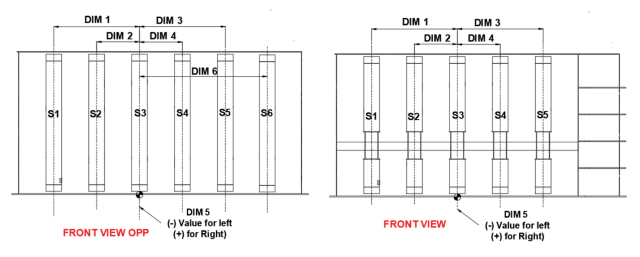 DIM 1
DIM 3
DIM 2
DIM 4
DIM 6
S1
S2
S3
S4
S5
S6
DIM 5
(-) Value for left
(+) for Right)
FRONT VIEW OPP
DIM 1
DIM 3
DIM 2
DIM 4
S1
S2
S3
S4
S5
DIM 5
(-) Value for left
(+) for Right)
FRONT VIEW